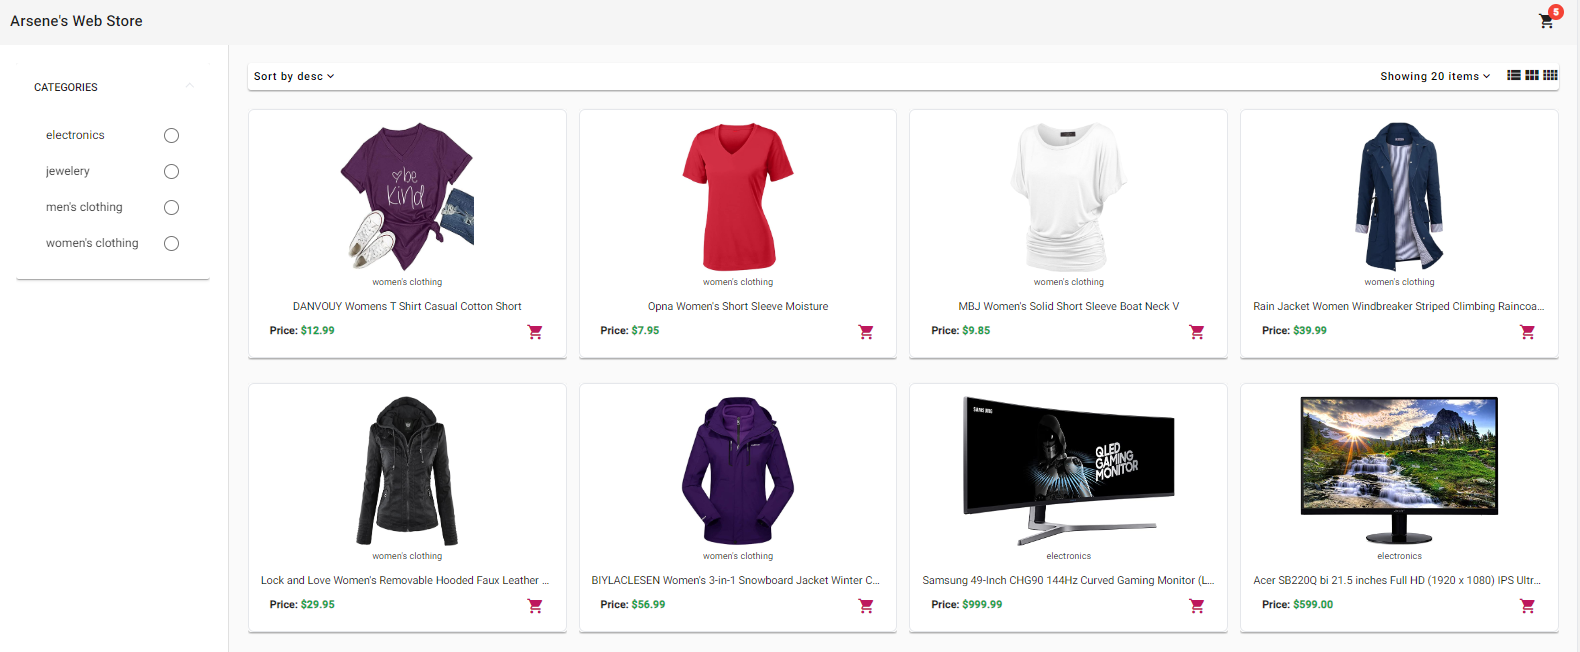 Arsene's Web Store
5
CATEGORIES
electronics
jewelery
men's clothing
women's clothing
Sort by desc
Showing 20 items
be
kind
women's clothing
DANVOUY Womens T Shirt Casual Cotton Short
Price: $12.99
women's clothing
Opna Women's Short Sleeve Moisture
Price: $7.95
women's clothing
MBJ Women's Solid Short Sleeve Boat Neck V
Price: $9.85
women's clothing
Rain Jacket Women Windbreaker Striped Climbing Raincoa...
Price: $39.99
women's clothing
Lock and Love Women's Removable Hooded Faux Leather ...
Price: $29.95
women's clothing
BIYLACLESEN Women's 3-in-1 Snowboard Jacket Winter C...
Price: $56.99
SAMSUNG
QLED
GAMING
MONITOR
electronics
Samsung 49-Inch CHG90 144Hz Curved Gaming Monitor (L...
Price: $999.99
electronics
Acer SB220Q bi 21.5 inches Full HD (1920 x 1080) IPS Ultr...
Price: $599.00